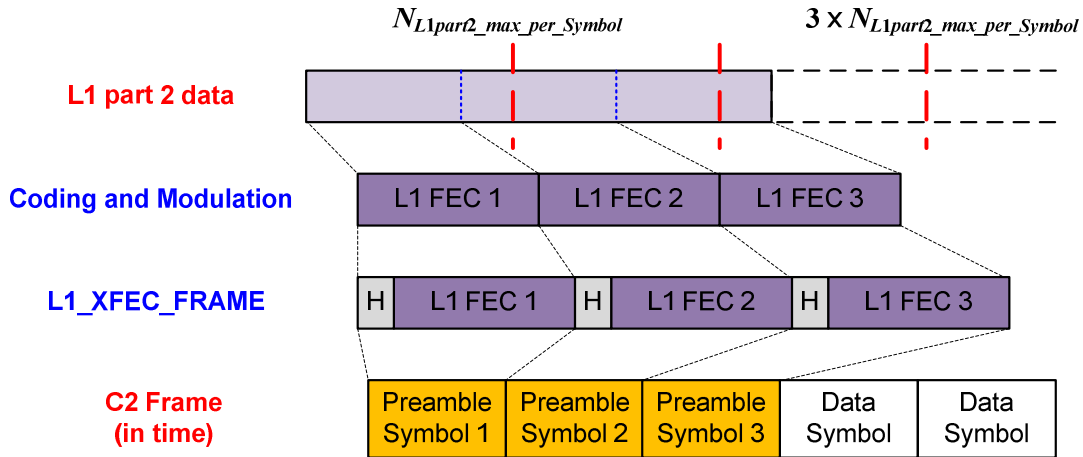 N_L1part2_max_per_Symbol
3 x N_L1part2_max_per_Symbol
L1 part 2 data
Coding and Modulation
L1 FEC 1
L1 FEC 2
L1 FEC 3
L1_XFEC_FRAME
H
L1 FEC 1
H
L1 FEC 2
H
L1 FEC 3
C2 Frame
(in time)
Preamble
Symbol 1
Preamble
Symbol 2
Preamble
Symbol 3
Data
Symbol
Data
Symbol